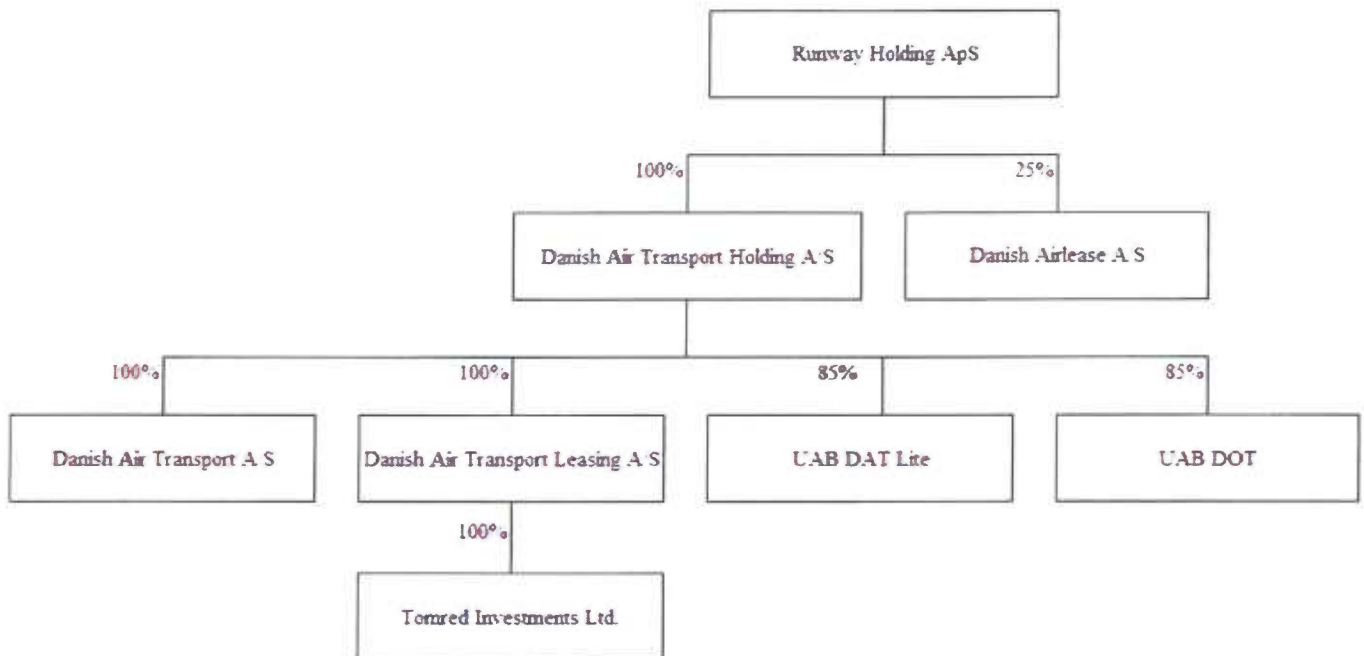 Runway Holding ApS
100%
25%
Danish Air Transport Holding A/S
Danish Airlease A/S
100%
100%
85%
85%
Danish Air Transport A/S
Danish Air Transport Leasing A/S
UAB DAT Lite
UAB DOT
100%
Tomred Investments Ltd.